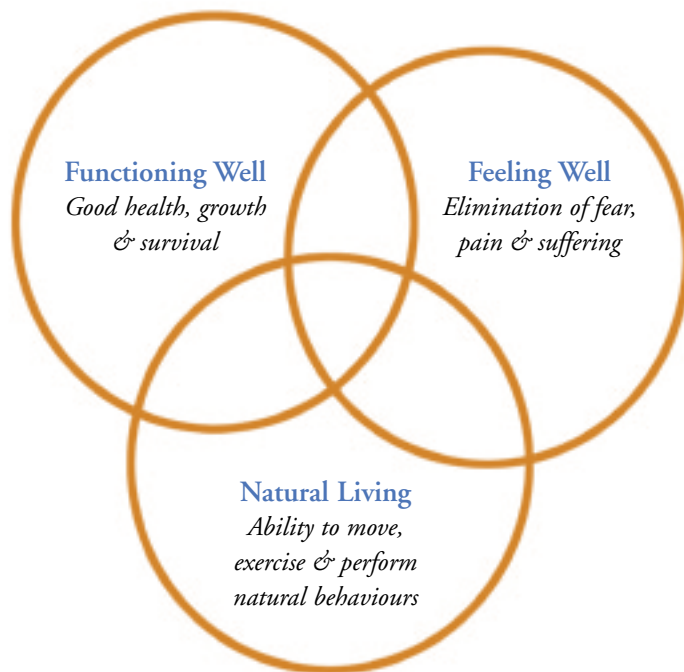 Functioning Well
Good health, growth
& survival
Feeling Well
Elimination of fear,
pain & suffering
Natural Living
Ability to move,
exercise & perform
natural behaviours